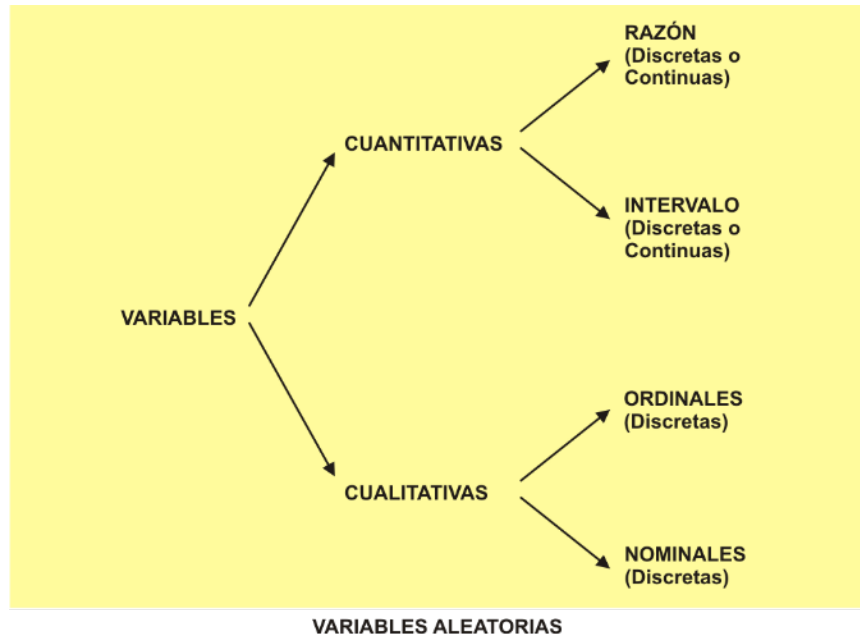 RAZÓN
(Discretas o
Continuas)
CUANTITATIVAS
INTERVALO
(Discretas o
Continuas)
VARIABLES
ORDINALES
(Discretas)
CUALITATIVAS
NOMINALES
(Discretas)
VARIABLES ALEATORIAS